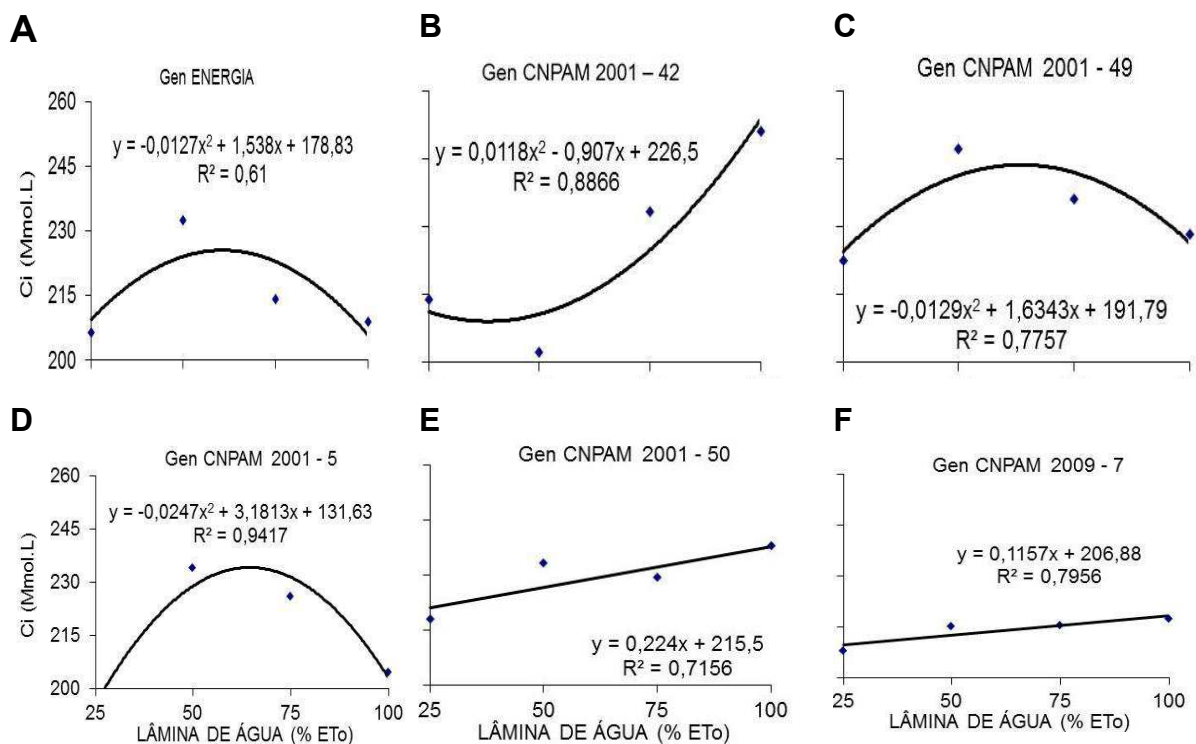 A
Gen ENERGIA
260
245
230
215
200
Ci (Mmol.L)
y = -0,0127x² + 1,538x + 178,83
R² = 0,61
B
Gen CNPAM 2001 – 42
y = 0,0118x² - 0,907x + 226,5
R² = 0,8866
C
Gen CNPAM 2001 - 49
y = -0,0129x² + 1,6343x + 191,79
R² = 0,7757
D
Gen CNPAM 2001 - 5
260
245
230
215
200
Ci (Mmol.L)
y = -0,0247x² + 3,1813x + 131,63
R² = 0,9417
25 50 75 100
LÂMINA DE ÁGUA (% ETo)
E
Gen CNPAM 2001 - 50
y = 0,224x + 215,5
R² = 0,7156
25 50 75 100
LÂMINA DE ÁGUA (% ETo)
F
Gen CNPAM 2009 - 7
y = 0,1157x + 206,88
R² = 0,7956
25 50 75 100
LÂMINA DE ÁGUA (% ETo)